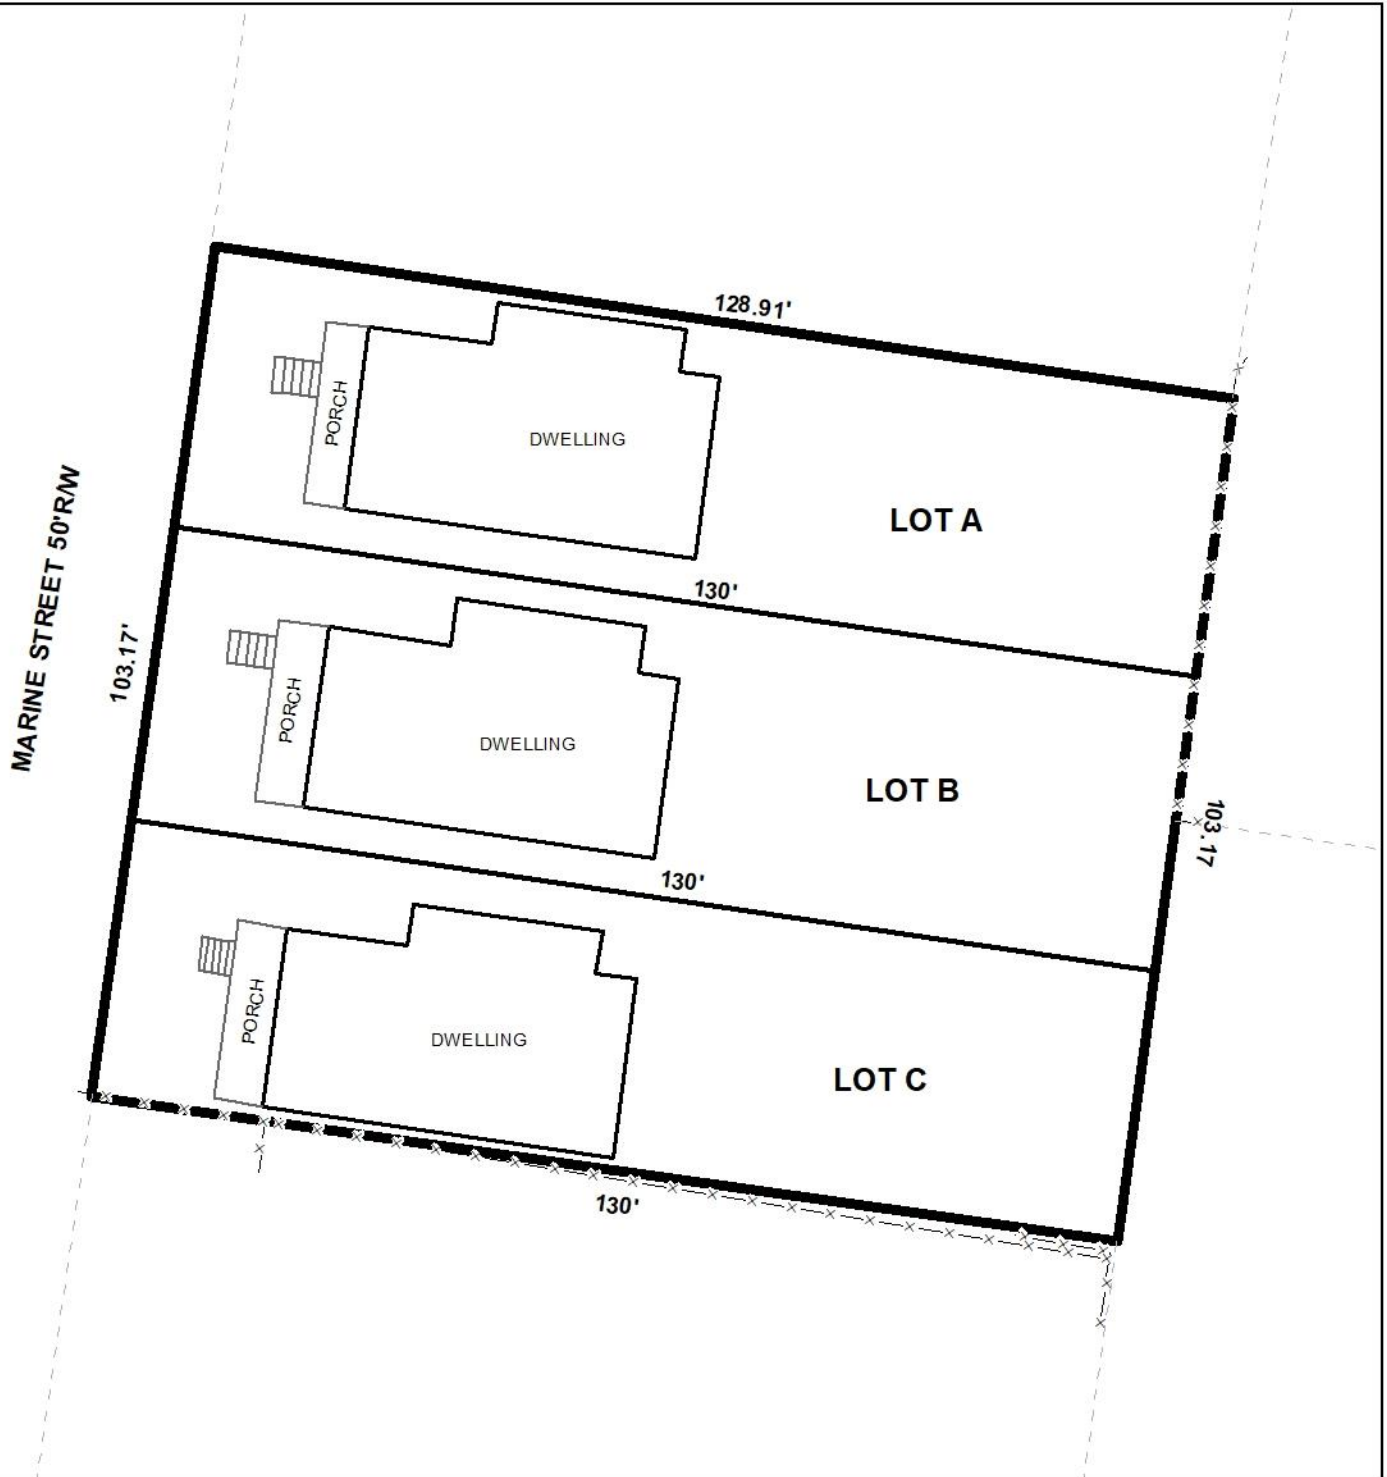 128.91'
PORCH
DWELLING
LOT A
MARINE STREET 50'R/W
103.17'
130'
PORCH
DWELLING
LOT B
103.17
130'
PORCH
DWELLING
LOT C
130'